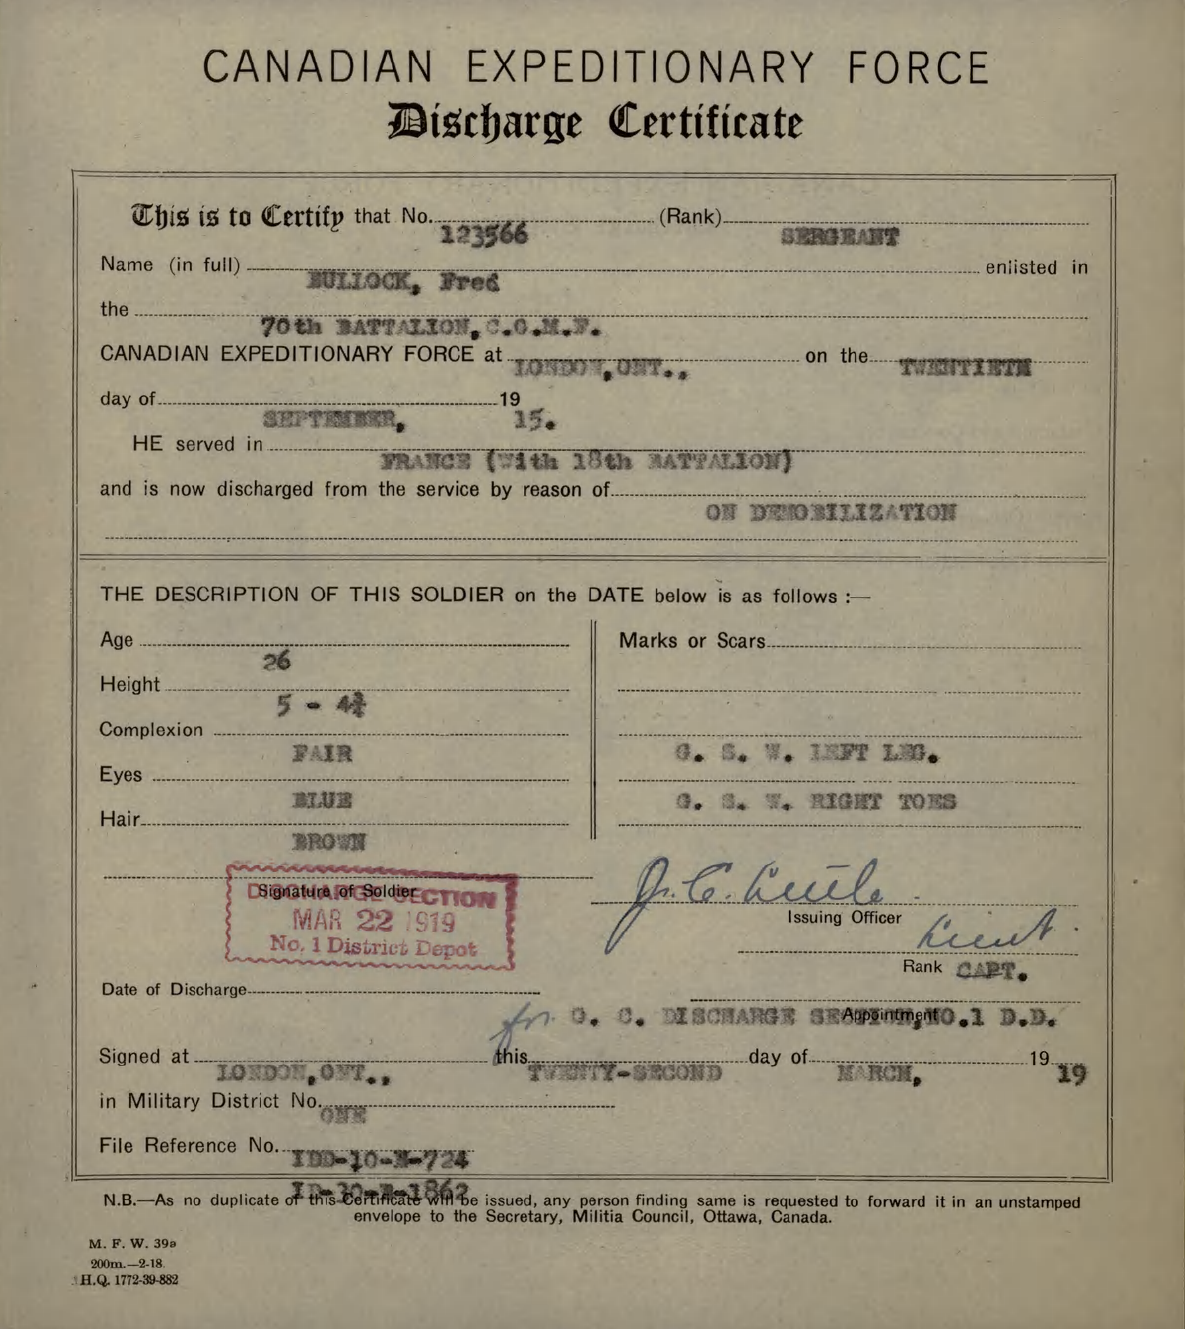 CANADIAN EXPEDITIONARY FORCE
Discharge Certificate
This is to Certify that No. 123566 (Rank) SERGEANT
Name (in full) BULLOCK, Fred enlisted in
the 70th BATTALION, C.O.M.F.
CANADIAN EXPEDITIONARY FORCE at LONDON, ONT., on the TWENTIETH
day of SEPTEMBER, 19 15.
HE served in FRANCE (With 18th BATTALION)
and is now discharged from the service by reason of
ON DEMOBILIZATION
THE DESCRIPTION OF THIS SOLDIER on the DATE below is as follows :—
Age 26
Height 5 - 4¾
Complexion FAIR
Eyes BLUE
Hair BROWN
Marks or Scars
G. S. W. LEFT LEG.
G. S. W. RIGHT TOES
Signature of Soldier
DISCHARGE SECTION
MAR 22 1919
No. 1 District Depot
J. C. Little
Issuing Officer
Lieut
Rank CAPT.
Date of Discharge
Appointment
for O. C. DISCHARGE SECTION, NO.1 D.D.
Signed at LONDON, ONT., this TWENTY-SECOND day of MARCH, 19 19
in Military District No. ONE
File Reference No. 1DD-10-B-724
N.B.—As no duplicate of this Certificate will be issued, any person finding same is requested to forward it in an unstamped
envelope to the Secretary, Militia Council, Ottawa, Canada.
M. F. W. 39a
200m.—2-18.
H.Q. 1772-39-882